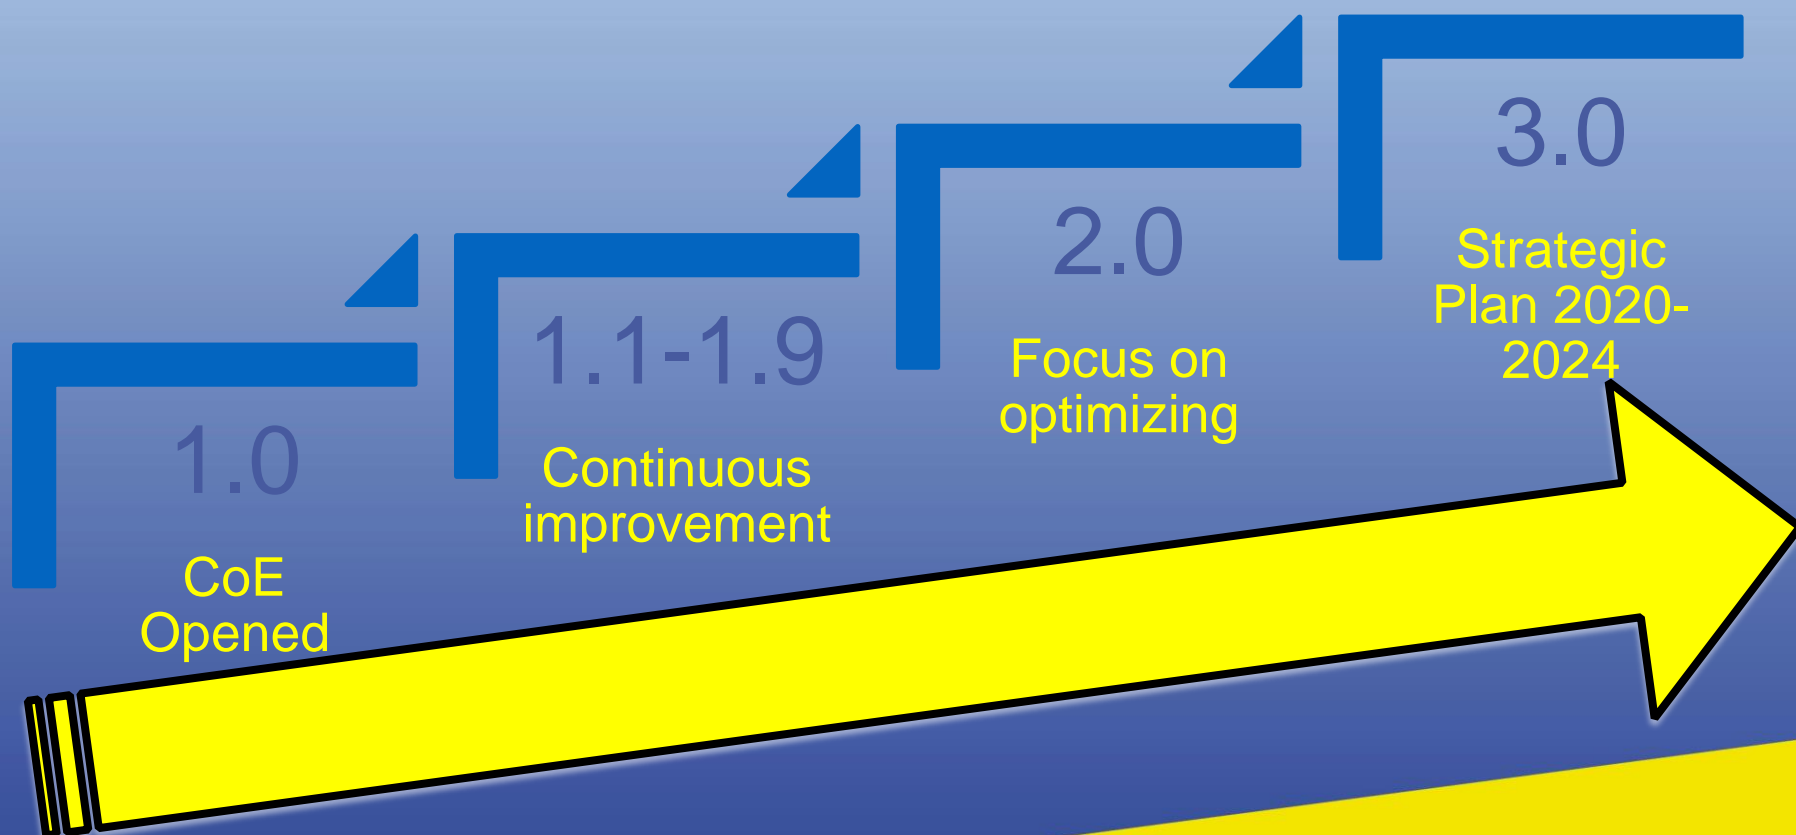 1.0
CoE
Opened
1.1-1.9
Continuous
improvement
2.0
Focus on
optimizing
3.0
Strategic
Plan 2020-
2024